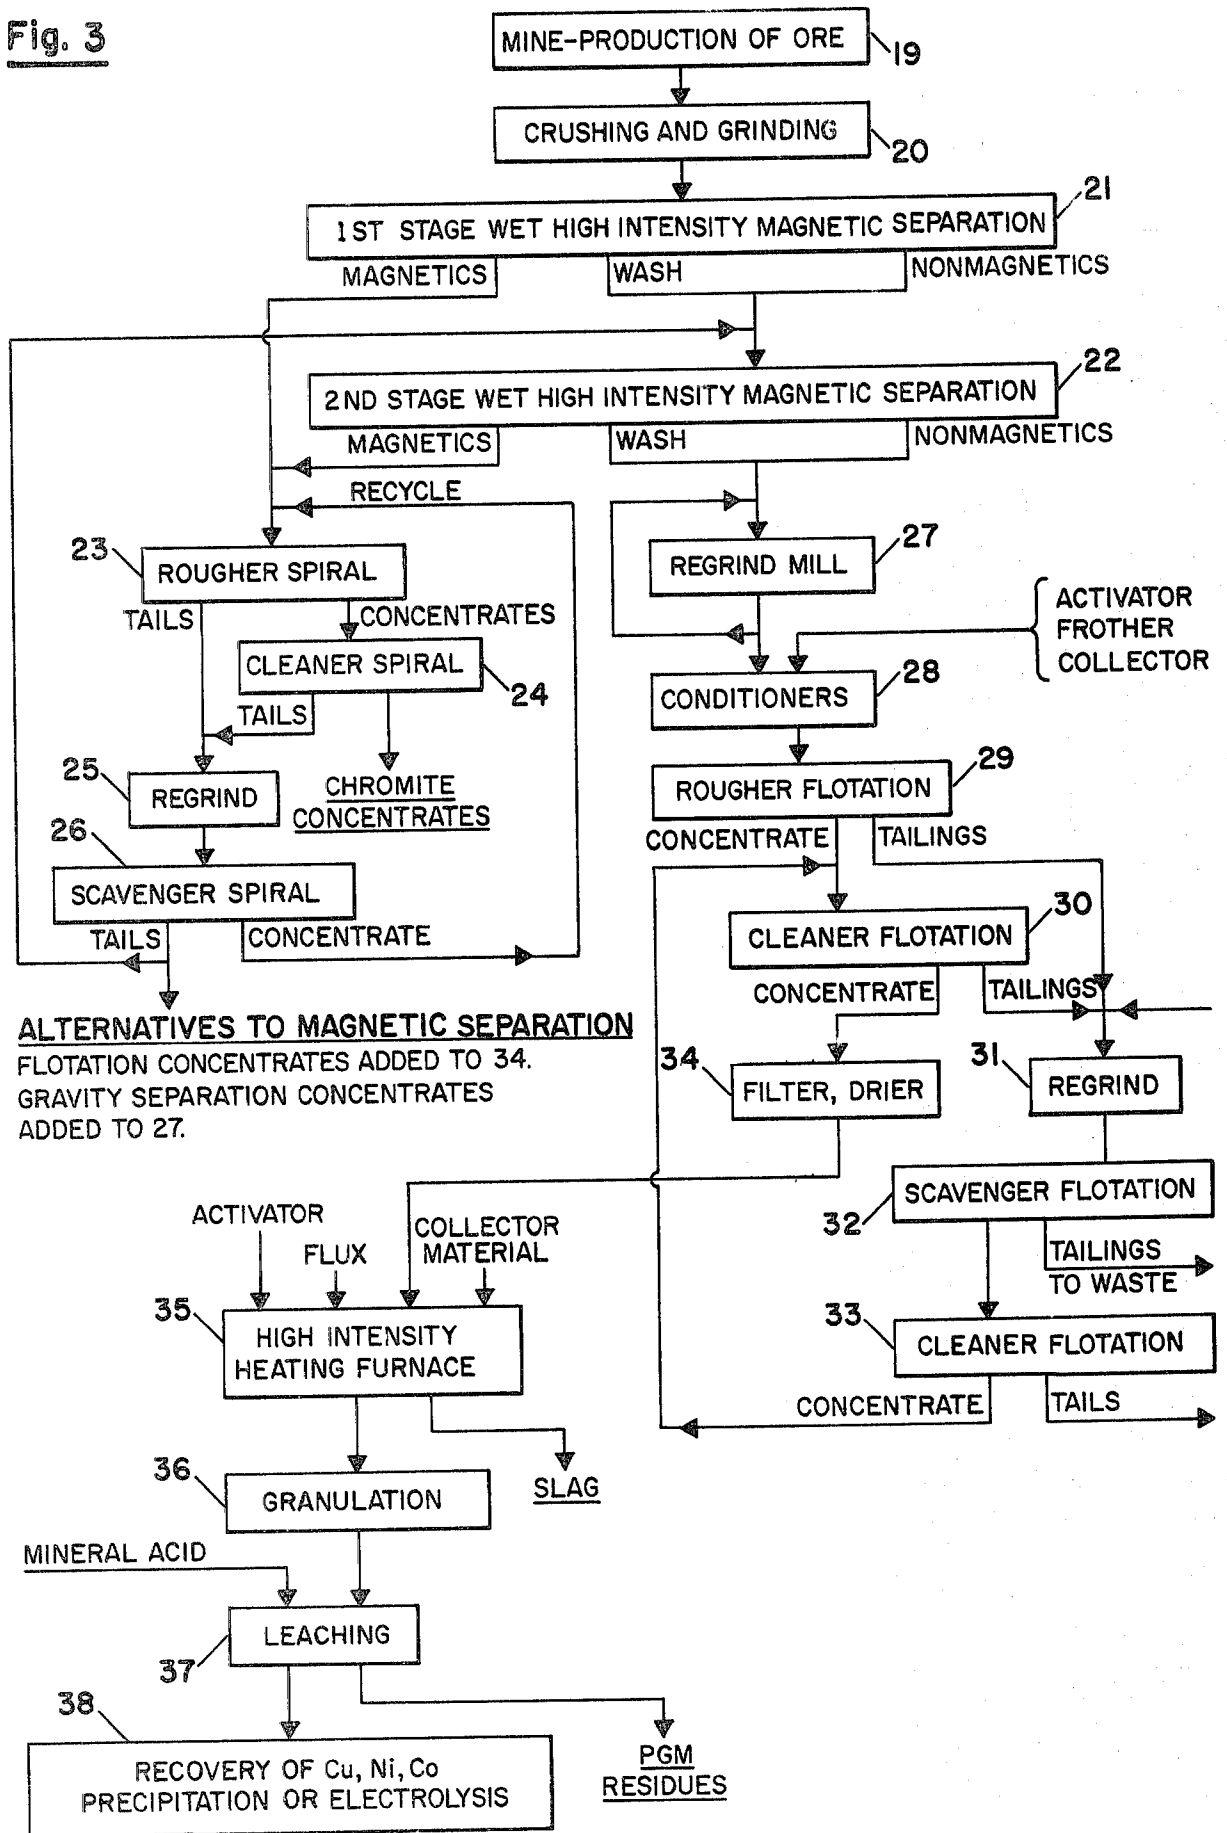 Fig. 3
MINE-PRODUCTION OF ORE
19
CRUSHING AND GRINDING
20
21
1ST STAGE WET HIGH INTENSITY MAGNETIC SEPARATION
MAGNETICS
WASH
NONMAGNETICS
22
2ND STAGE WET HIGH INTENSITY MAGNETIC SEPARATION
MAGNETICS
WASH
NONMAGNETICS
RECYCLE
23
ROUGHER SPIRAL
TAILS
CONCENTRATES
CLEANER SPIRAL
24
TAILS
25
REGRIND
CHROMITE
CONCENTRATES
26
SCAVENGER SPIRAL
TAILS
CONCENTRATE
27
REGRIND MILL
ACTIVATOR
FROTHER
COLLECTOR
28
CONDITIONERS
29
ROUGHER FLOTATION
CONCENTRATE
TAILINGS
30
CLEANER FLOTATION
CONCENTRATE
TAILINGS
ALTERNATIVES TO MAGNETIC SEPARATION
FLOTATION CONCENTRATES ADDED TO 34.
GRAVITY SEPARATION CONCENTRATES
ADDED TO 27.
34
FILTER, DRIER
31
REGRIND
32
SCAVENGER FLOTATION
TAILINGS
TO WASTE
33
CLEANER FLOTATION
CONCENTRATE
TAILS
ACTIVATOR
FLUX
COLLECTOR
MATERIAL
35
HIGH INTENSITY
HEATING FURNACE
36
GRANULATION
SLAG
MINERAL ACID
LEACHING
37
38
RECOVERY OF Cu, Ni, Co
PRECIPITATION OR ELECTROLYSIS
PGM
RESIDUES